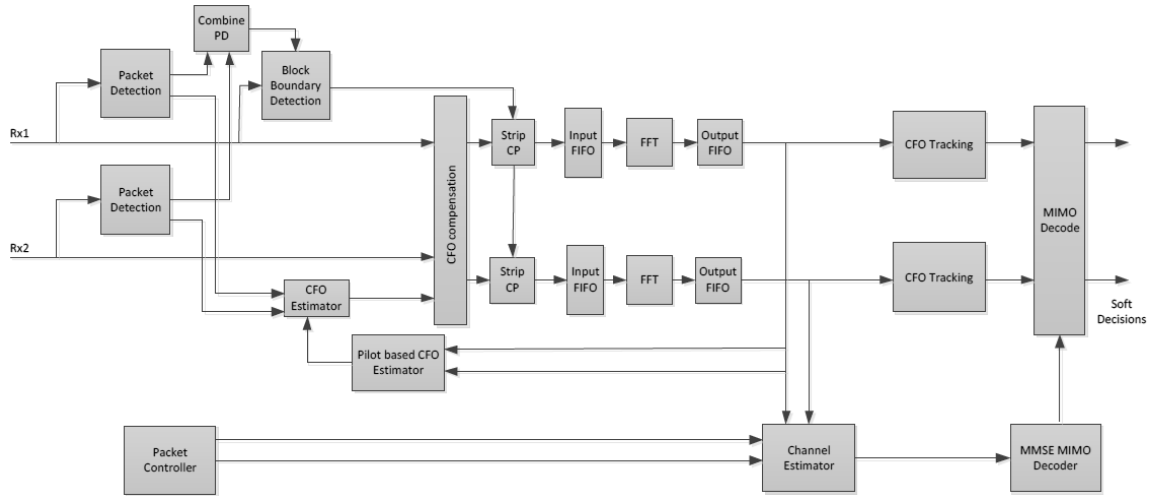 Combine
PD
Packet
Detection
Block
Boundary
Detection
Rx1
CFO compensation
Strip
CP
Input
FIFO
FFT
Output
FIFO
CFO Tracking
MIMO
Decode
Packet
Detection
Rx2
Strip
CP
Input
FIFO
FFT
Output
FIFO
CFO Tracking
CFO
Estimator
Soft
Decisions
Pilot based CFO
Estimator
Packet
Controller
Channel
Estimator
MMSE MIMO
Decoder